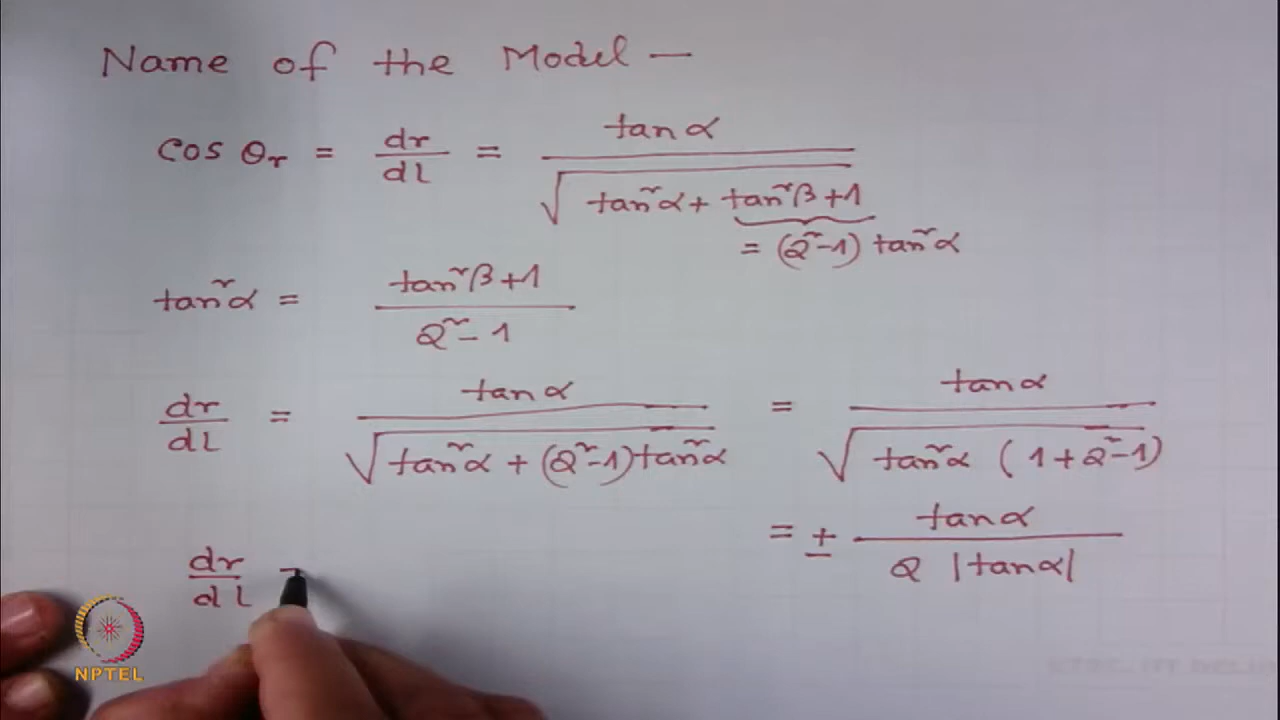 Name of the Model —
cos θr = dr/dl = tan α / √(tan²α + tan²β + 1)
= (Q² - 1) tan²α
tan²α = (tan²β + 1) / (Q² - 1)
dr/dl = tan α / √(tan²α + (Q² - 1) tan²α) = tan α / √(tan²α (1 + Q² - 1))
= ± tan α / (Q |tan α|)
dr/dl =
NPTEL